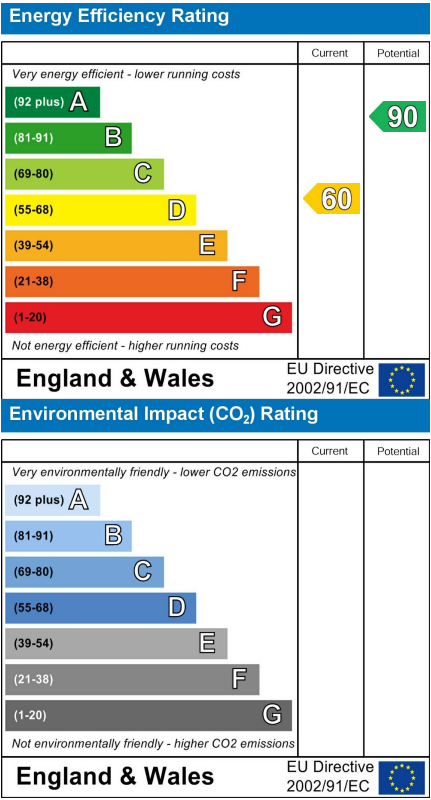 Energy Efficiency Rating
Current Potential
Very energy efficient - lower running costs
(92 plus) A
(81-91) B
90
(69-80) C
(55-68) D
60
(39-54) E
(21-38) F
(1-20) G
Not energy efficient - higher running costs
England & Wales
EU Directive
2002/91/EC
Environmental Impact (CO₂) Rating
Current Potential
Very environmentally friendly - lower CO2 emissions
(92 plus) A
(81-91) B
(69-80) C
(55-68) D
(39-54) E
(21-38) F
(1-20) G
Not environmentally friendly - higher CO2 emissions
England & Wales
EU Directive
2002/91/EC